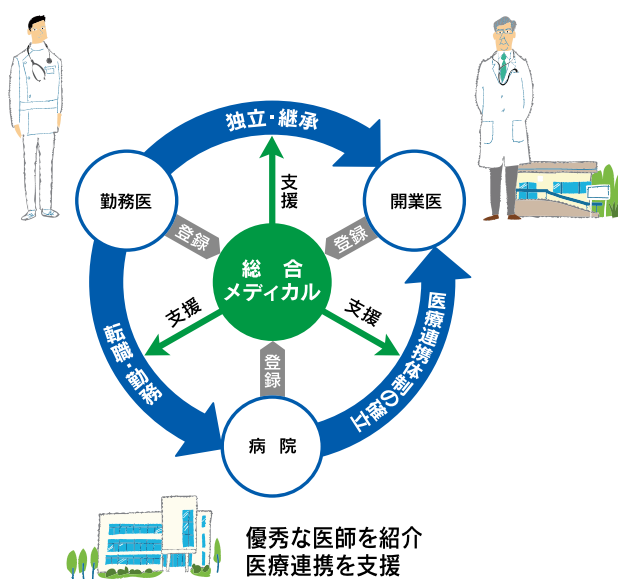 独立・継承
支援
勤務医
開業医
登録
登録
総 合
メディカル
支援
支援
転職・勤務
医療連携体制の確立
登録
病 院
優秀な医師を紹介
医療連携を支援